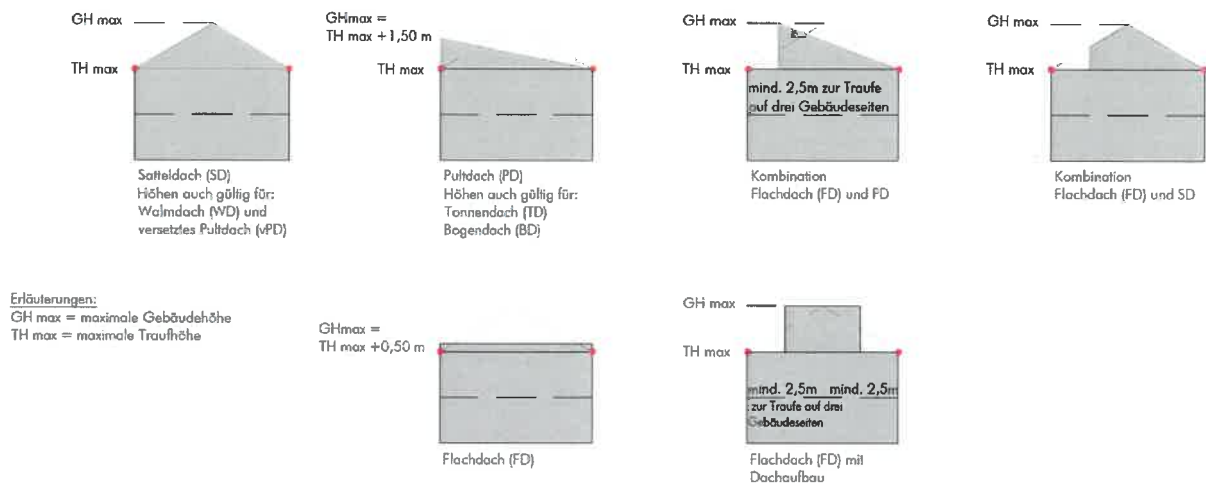 GH max
TH max
Satteldach (SD)
Höhen auch gültig für:
Walmdach (WD) und
versetztes Pultdach (vPD)
GHmax =
TH max +1,50 m
TH max
Pultdach (PD)
Höhen auch gültig für:
Tonnendach (TD)
Bogendach (BD)
GH max
TH max
mind. 2,5m zur Traufe
auf drei Gebäudeseiten
Kombination
Flachdach (FD) und PD
GH max
TH max
Kombination
Flachdach (FD) und SD
Erläuterungen:
GH max = maximale Gebäudehöhe
TH max = maximale Traufhöhe
GHmax =
TH max +0,50 m
Flachdach (FD)
GH max
TH max
mind. 2,5m mind. 2,5m
zur Traufe auf drei
Gebäudeseiten
Flachdach (FD) mit
Dachaufbau